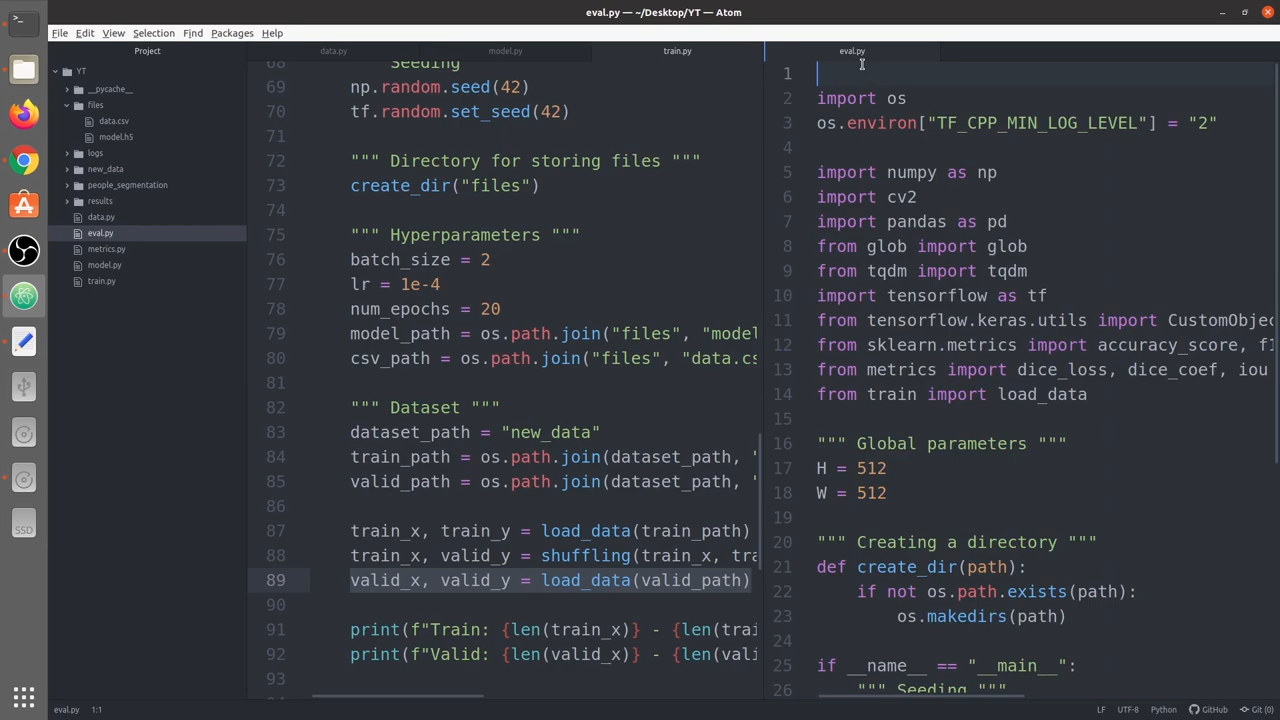 eval.py — ~/Desktop/YT — Atom
File Edit View Selection Find Packages Help
Project
YT
__pycache__
files
data.csv
model.h5
logs
new_data
people_segmentation
results
data.py
eval.py
metrics.py
model.py
train.py
data.py model.py train.py
68 Seeding
69 np.random.seed(42)
70 tf.random.set_seed(42)
71
72 """ Directory for storing files """
73 create_dir("files")
74
75 """ Hyperparameters """
76 batch_size = 2
77 lr = 1e-4
78 num_epochs = 20
79 model_path = os.path.join("files", "model
80 csv_path = os.path.join("files", "data.cs
81
82 """ Dataset """
83 dataset_path = "new_data"
84 train_path = os.path.join(dataset_path, "
85 valid_path = os.path.join(dataset_path, "
86
87 train_x, train_y = load_data(train_path)
88 train_x, valid_y = shuffling(train_x, tra
89 valid_x, valid_y = load_data(valid_path)
90
91 print(f"Train: {len(train_x)} - {len(trai
92 print(f"Valid: {len(valid_x)} - {len(vali
93
eval.py
1
2 import os
3 os.environ["TF_CPP_MIN_LOG_LEVEL"] = "2"
4
5 import numpy as np
6 import cv2
7 import pandas as pd
8 from glob import glob
9 from tqdm import tqdm
10 import tensorflow as tf
11 from tensorflow.keras.utils import CustomObjec
12 from sklearn.metrics import accuracy_score, f1
13 from metrics import dice_loss, dice_coef, iou
14 from train import load_data
15
16 """ Global parameters """
17 H = 512
18 W = 512
19
20 """ Creating a directory """
21 def create_dir(path):
22 if not os.path.exists(path):
23 os.makedirs(path)
24
25 if __name__ == "__main__":
26 """ Seeding """
eval.py 1:1
LF UTF-8 Python GitHub Git (0)
SSD